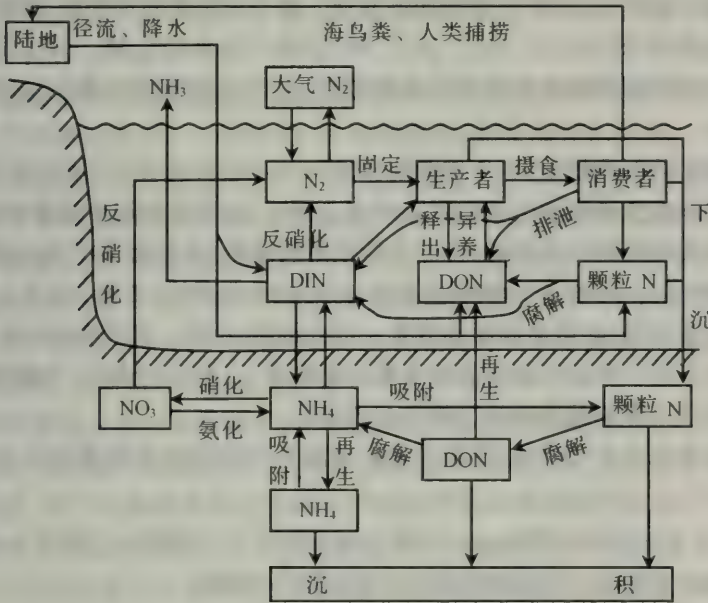 陆地
径流、降水
海鸟粪、人类捕捞
NH₃
大气 N₂
N₂
固定
生产者
摄食
消费者
反硝化
反硝化
释出
异养
排泄
下沉
DIN
DON
颗粒 N
腐解
再生
NO₃
硝化
氨化
NH₄
吸附
颗粒 N
吸附
再生
腐解
DON
腐解
NH₄
沉积